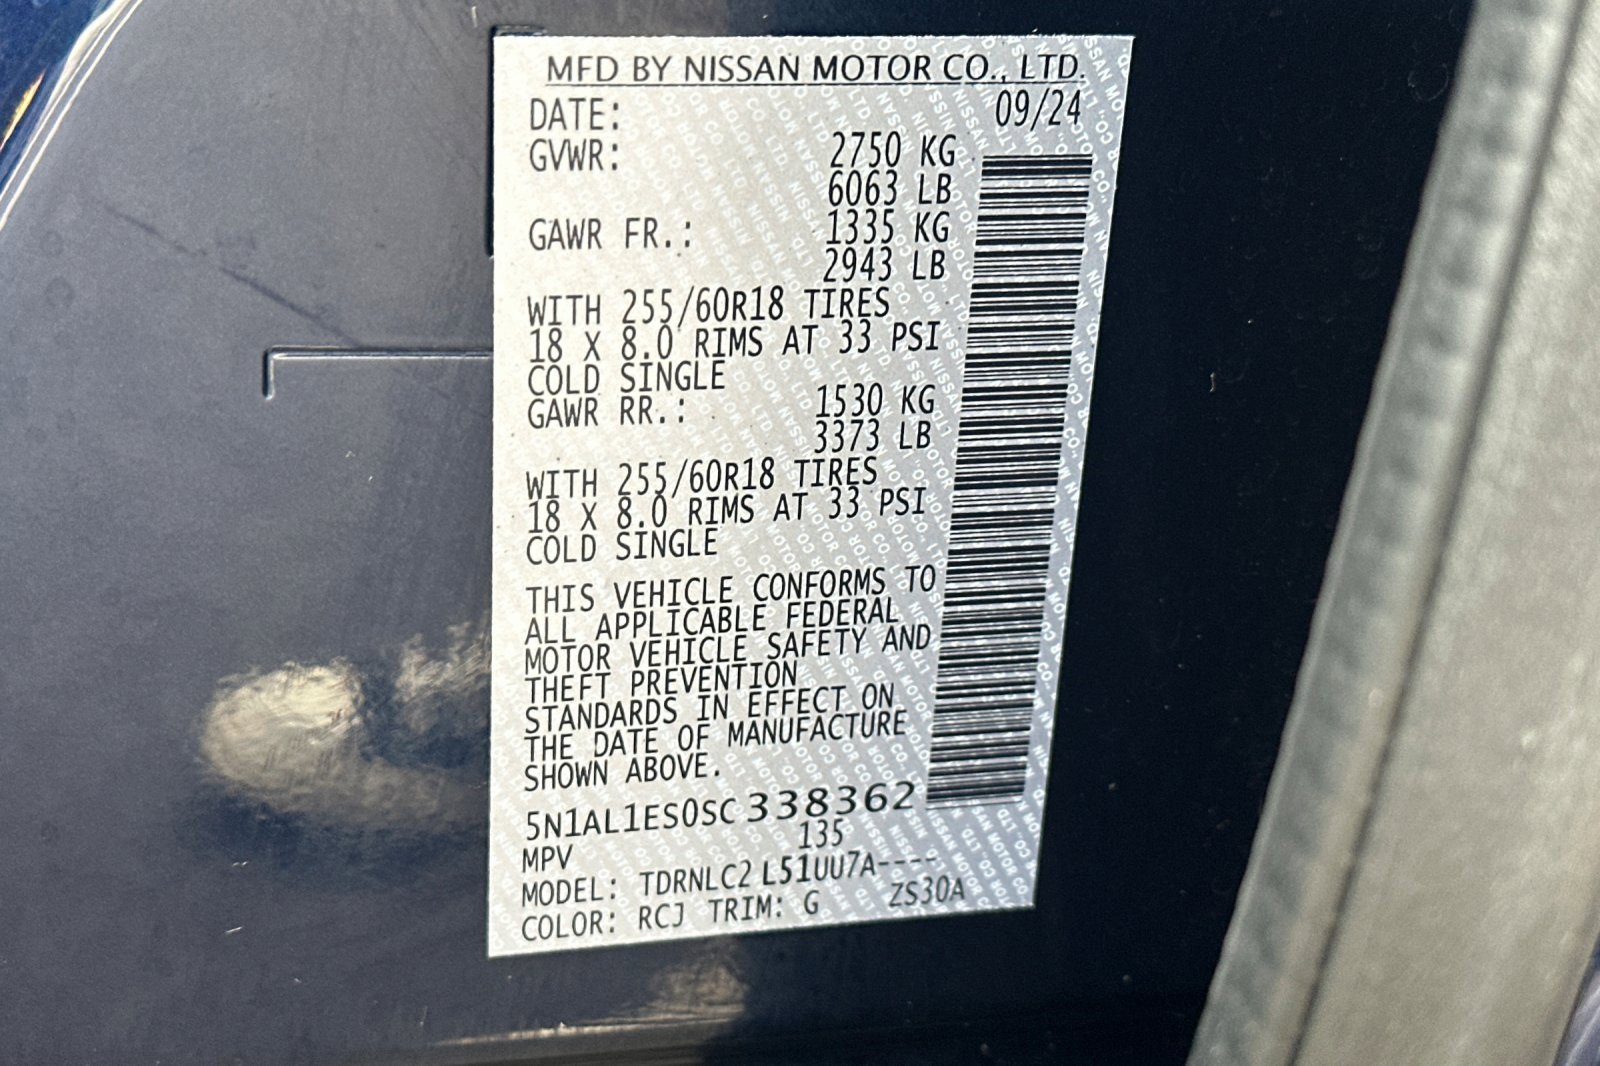 MFD BY NISSAN MOTOR CO., LTD.
DATE: 09/24
GVWR: 2750 KG
6063 LB
GAWR FR.: 1335 KG
2943 LB
WITH 255/60R18 TIRES
18 X 8.0 RIMS AT 33 PSI
COLD SINGLE
GAWR RR.: 1530 KG
3373 LB
WITH 255/60R18 TIRES
18 X 8.0 RIMS AT 33 PSI
COLD SINGLE
THIS VEHICLE CONFORMS TO
ALL APPLICABLE FEDERAL
MOTOR VEHICLE SAFETY AND
THEFT PREVENTION
STANDARDS IN EFFECT ON
THE DATE OF MANUFACTURE
SHOWN ABOVE.
5N1AL1ES0SC338362
MPV 135
MODEL: TDRNLC2 L51UU7A----
COLOR: RCJ TRIM: G ZS30A